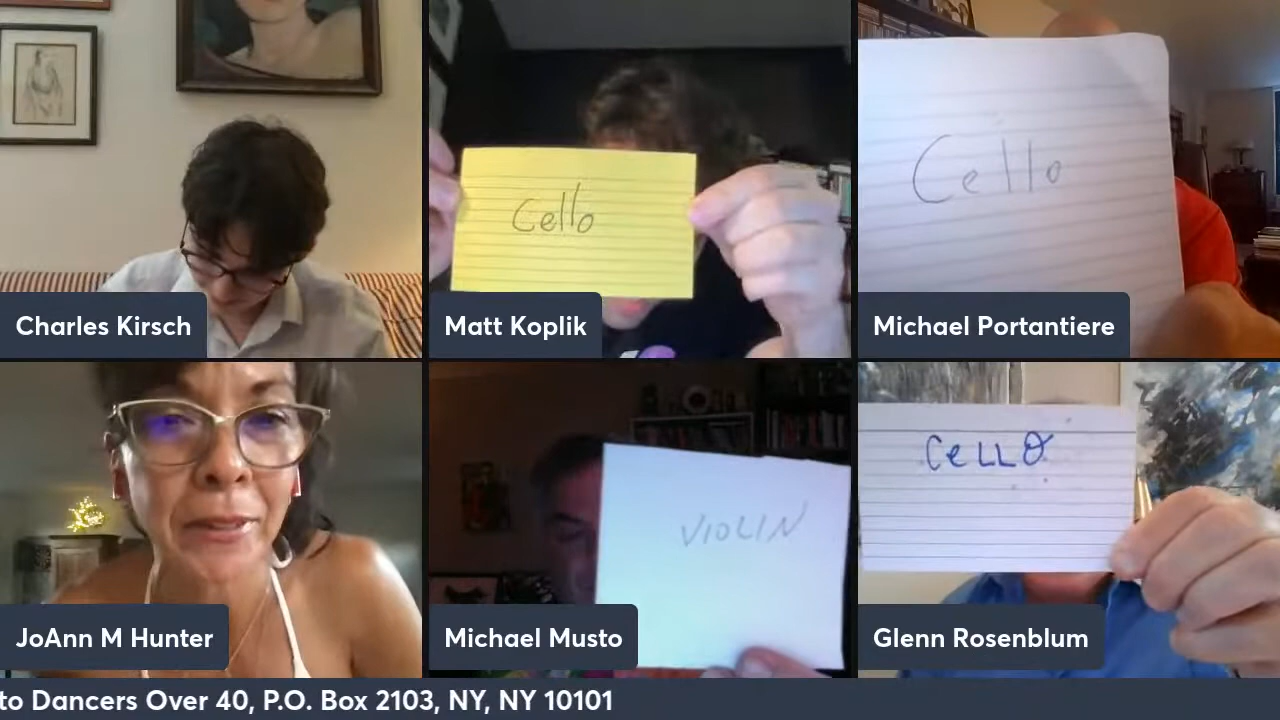 Cello
Cello
Charles Kirsch
Matt Koplik
Michael Portantiere
VIOLIN
CeLLO
JoAnn M Hunter
Michael Musto
Glenn Rosenblum
to Dancers Over 40, P.O. Box 2103, NY, NY 10101